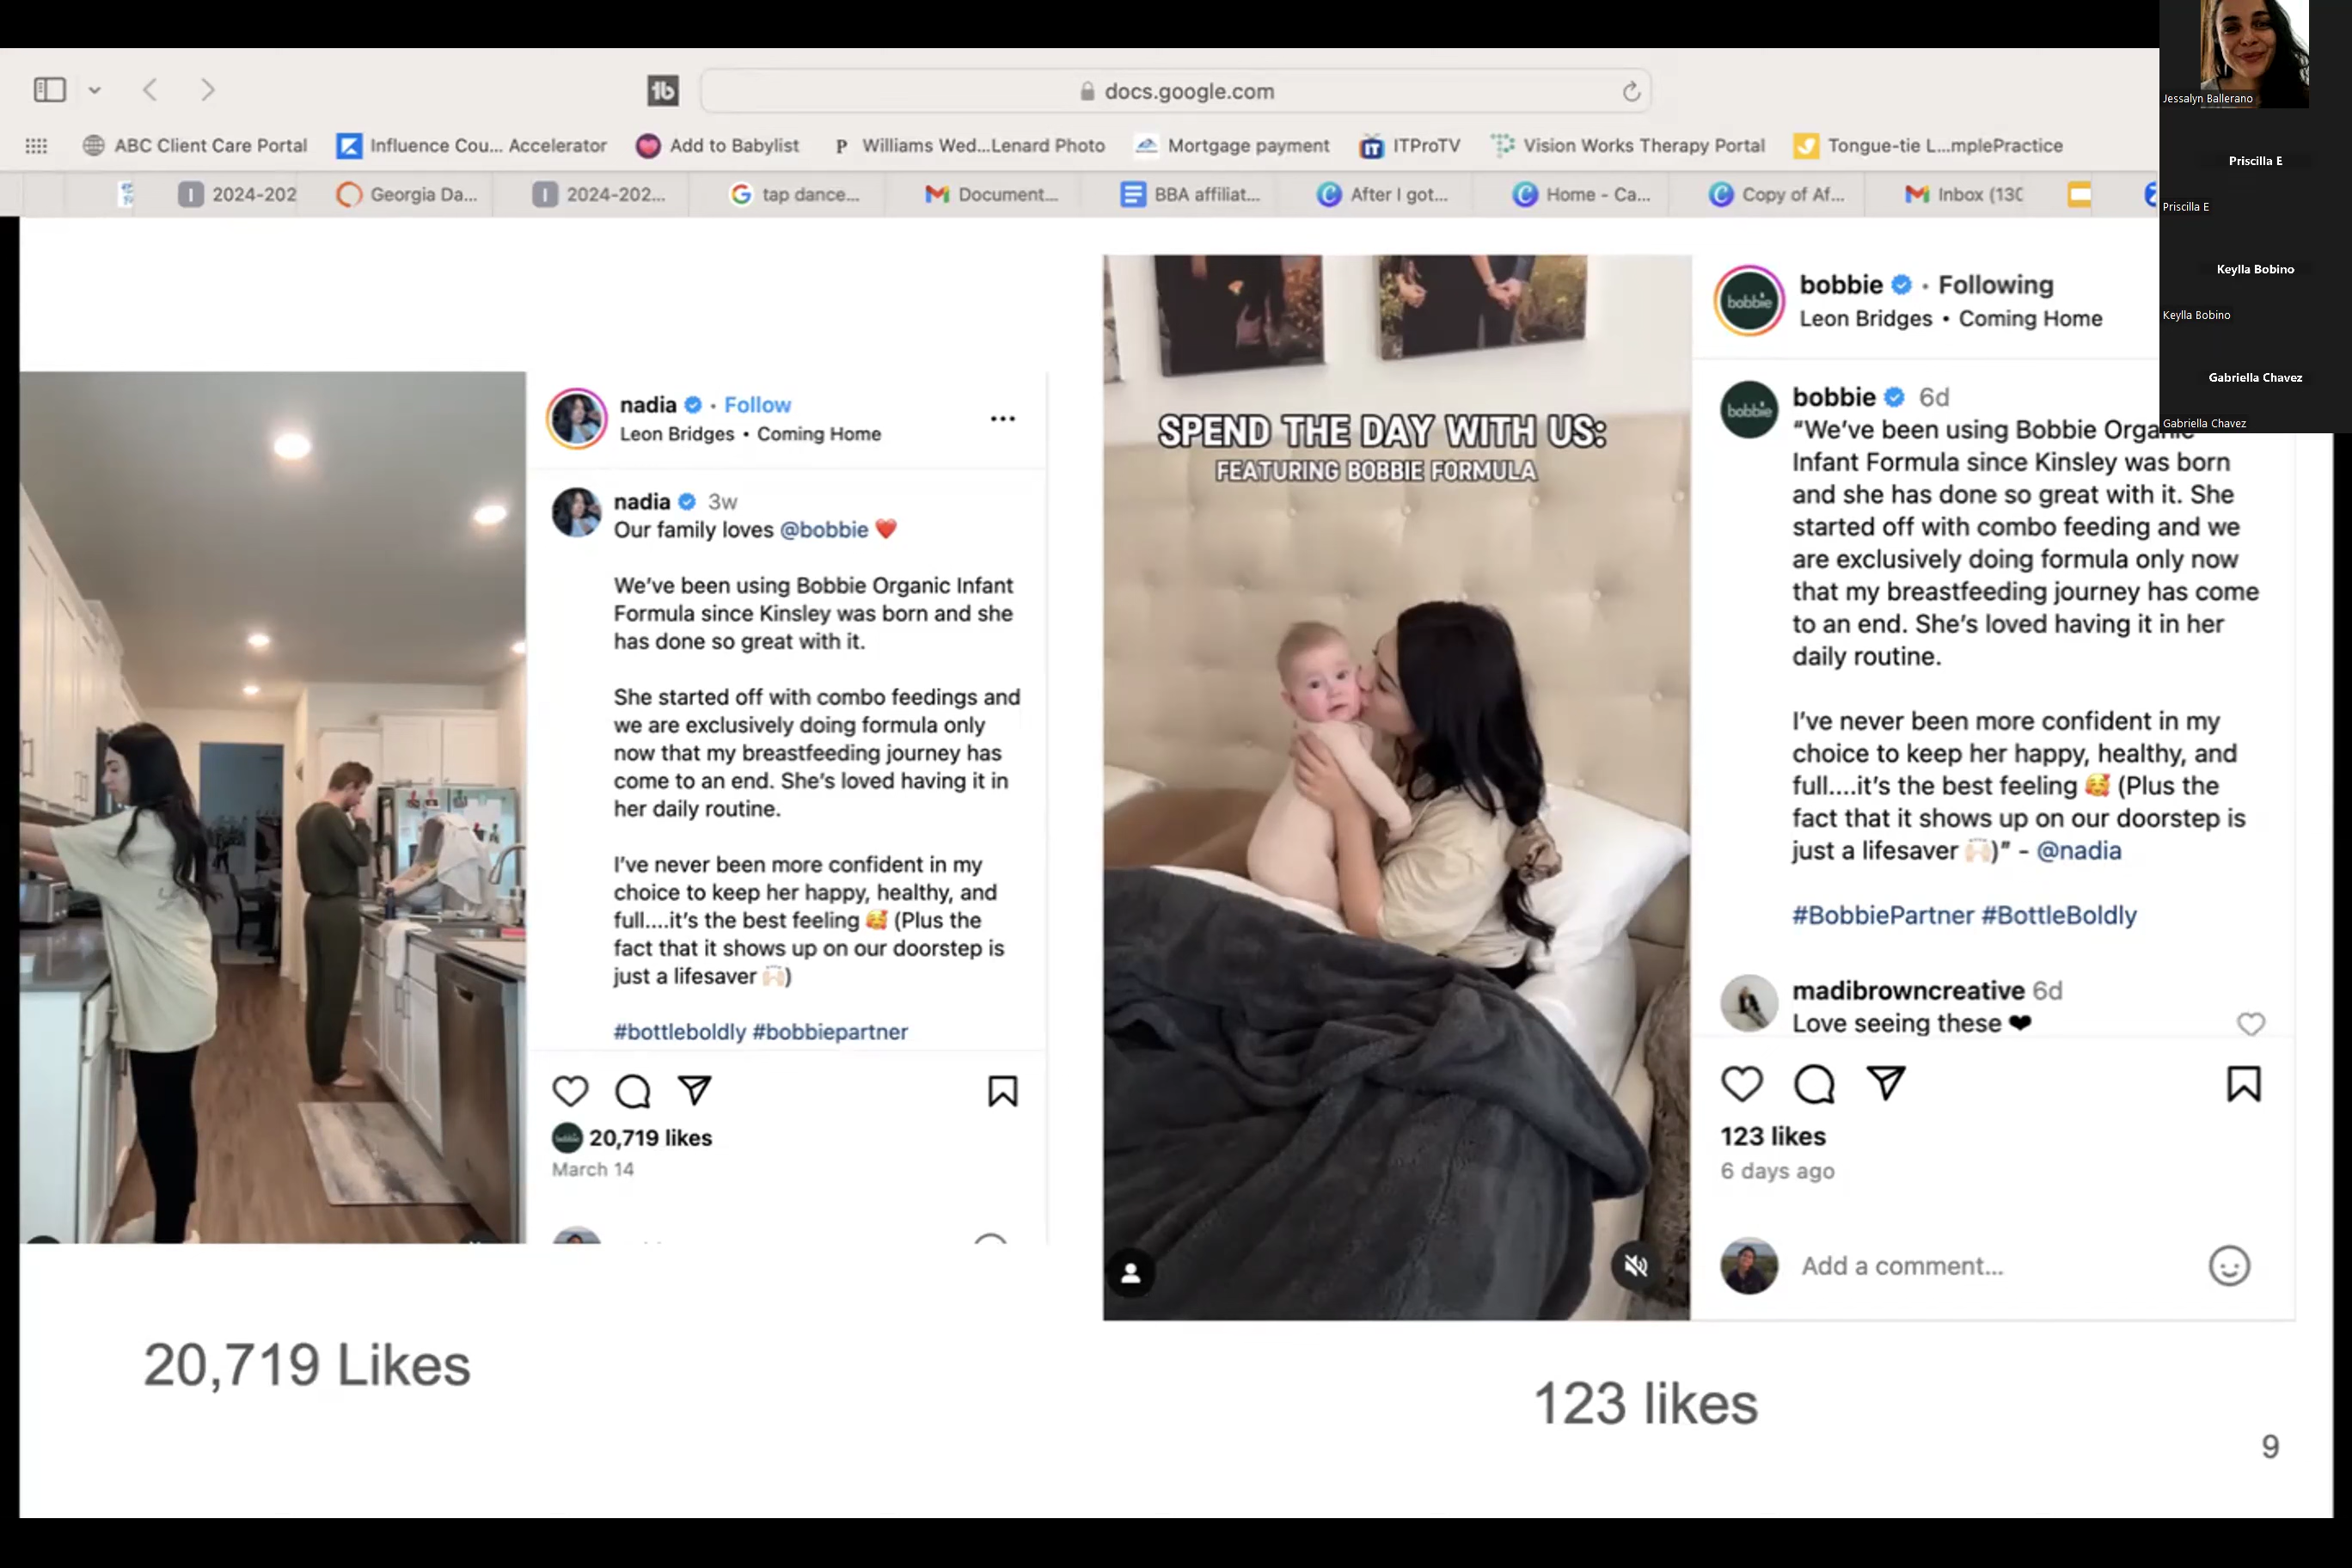 docs.google.com
ABC Client Care Portal
Influence Cou... Accelerator
Add to Babylist
Williams Wed...Lenard Photo
Mortgage payment
ITProTV
Vision Works Therapy Portal
Tongue-tie L...mplePractice
2024-202
Georgia Da...
2024-202...
tap dance...
Document...
BBA affiliat...
After I got...
Home - Ca...
Copy of Af...
Inbox (130
Jessalyn Ballerano
Priscilla E
Priscilla E
Keylla Bobino
Keylla Bobino
Gabriella Chavez
Gabriella Chavez
nadia • Follow
Leon Bridges • Coming Home
nadia 3w
Our family loves @bobbie ❤️
We've been using Bobbie Organic Infant
Formula since Kinsley was born and she
has done so great with it.
She started off with combo feedings and
we are exclusively doing formula only
now that my breastfeeding journey has
come to an end. She's loved having it in
her daily routine.
I've never been more confident in my
choice to keep her happy, healthy, and
full....it's the best feeling 🥰 (Plus the
fact that it shows up on our doorstep is
just a lifesaver 🙌🏻)
#bottleboldly #bobbiepartner
20,719 likes
March 14
20,719 Likes
SPEND THE DAY WITH US:
FEATURING BOBBIE FORMULA
bobbie
bobbie • Following
Leon Bridges • Coming Home
bobbie
bobbie 6d
“We've been using Bobbie Organic
Infant Formula since Kinsley was born
and she has done so great with it. She
started off with combo feeding and we
are exclusively doing formula only now
that my breastfeeding journey has come
to an end. She's loved having it in her
daily routine.
I've never been more confident in my
choice to keep her happy, healthy, and
full....it's the best feeling 🥰 (Plus the
fact that it shows up on our doorstep is
just a lifesaver 🙌🏻)” - @nadia
#BobbiePartner #BottleBoldly
madibrowncreative 6d
Love seeing these ❤
123 likes
6 days ago
Add a comment...
123 likes
9